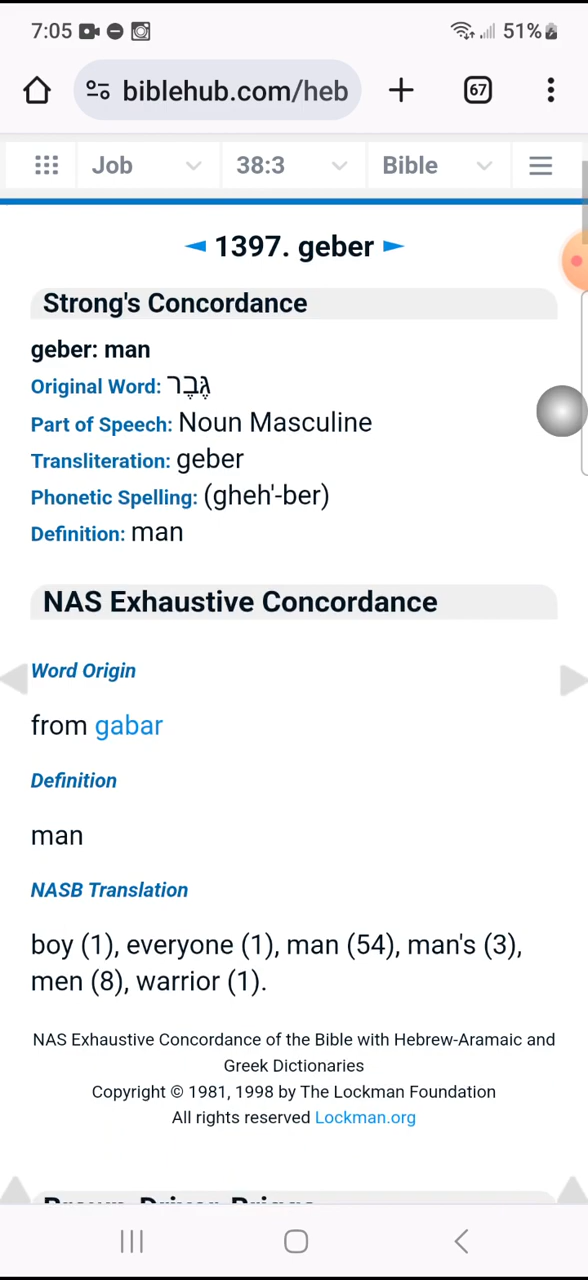 7:05 51%
biblehub.com/heb 67
Job 38:3 Bible
1397. geber
Strong's Concordance
geber: man
Original Word: גֶּבֶר
Part of Speech: Noun Masculine
Transliteration: geber
Phonetic Spelling: (gheh'-ber)
Definition: man
NAS Exhaustive Concordance
Word Origin
from gabar
Definition
man
NASB Translation
boy (1), everyone (1), man (54), man's (3),
men (8), warrior (1).
NAS Exhaustive Concordance of the Bible with Hebrew-Aramaic and
Greek Dictionaries
Copyright © 1981, 1998 by The Lockman Foundation
All rights reserved Lockman.org